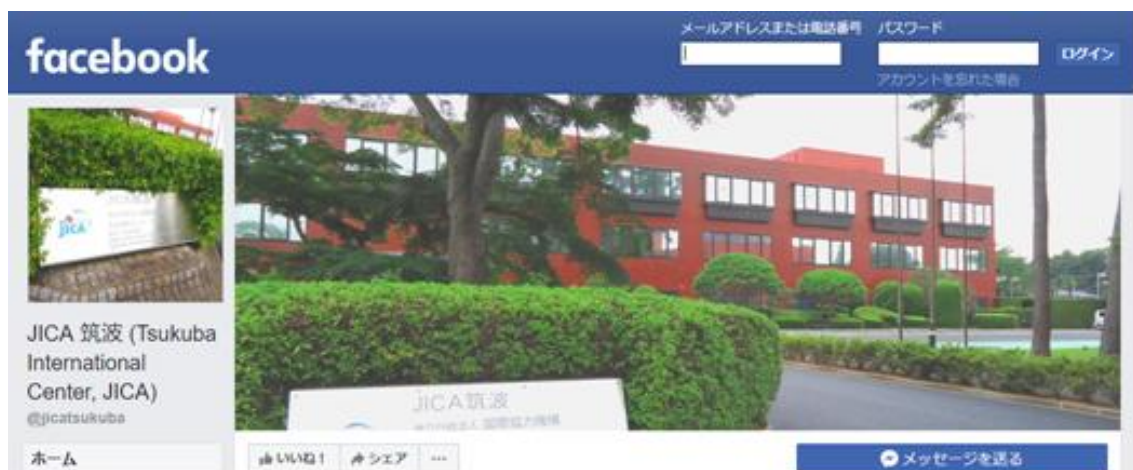 facebook
メールアドレスまたは電話番号
パスワード
ログイン
アカウントを忘れた場合
JICA
JICA 筑波 (Tsukuba
International
Center, JICA)
@jicatsukuba
ホーム
JICA筑波
いいね!
シェア
...
メッセージを送る